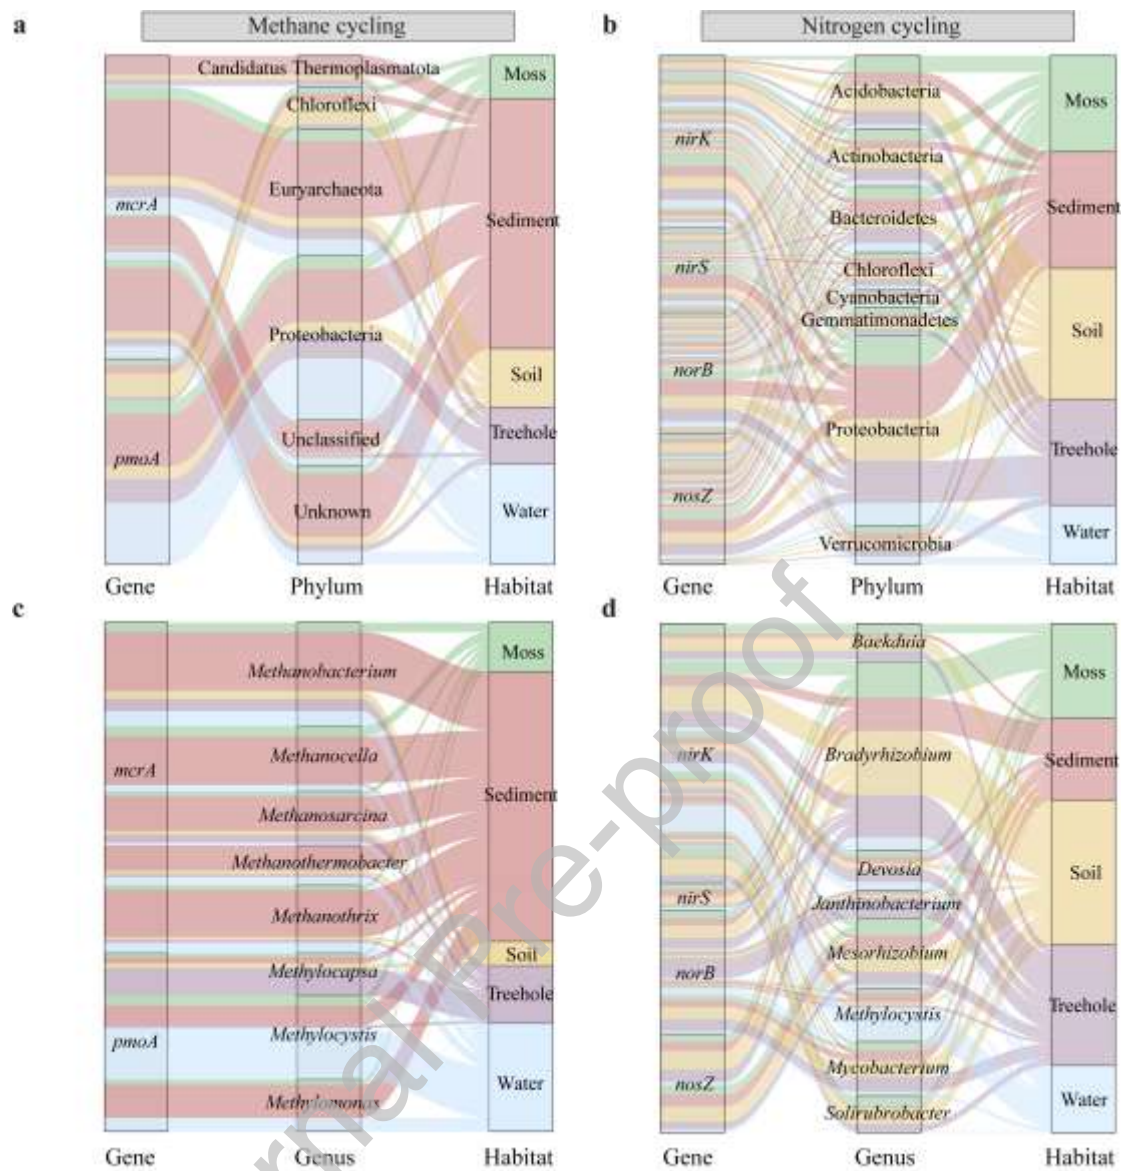 a
Methane cycling
b
Nitrogen cycling
Candidatus Thermoplasmatota
Chloroflexi
Euryarchaeota
Proteobacteria
Unclassified
Unknown
mcrA
pmoA
Moss
Sediment
Soil
Treehole
Water
Gene
Phylum
Habitat
nirK
nirS
norB
nosZ
Acidobacteria
Actinobacteria
Bacteroidetes
Chloroflexi
Cyanobacteria
Gemmatimonadetes
Proteobacteria
Verrucomicrobia
Moss
Sediment
Soil
Treehole
Water
Gene
Phylum
Habitat
c
mcrA
pmoA
Methanobacterium
Methanocella
Methanosarcina
Methanothermobacter
Methanothrix
Methylocapsa
Methylocystis
Methylomonas
Moss
Sediment
Soil
Treehole
Water
Gene
Genus
Habitat
d
nirK
nirS
norB
nosZ
Baekduia
Bradyrhizobium
Devosia
Janthinobacterium
Mesorhizobium
Methylocystis
Mycobacterium
Solirubrobacter
Moss
Sediment
Soil
Treehole
Water
Gene
Genus
Habitat
rnal Pre-proof